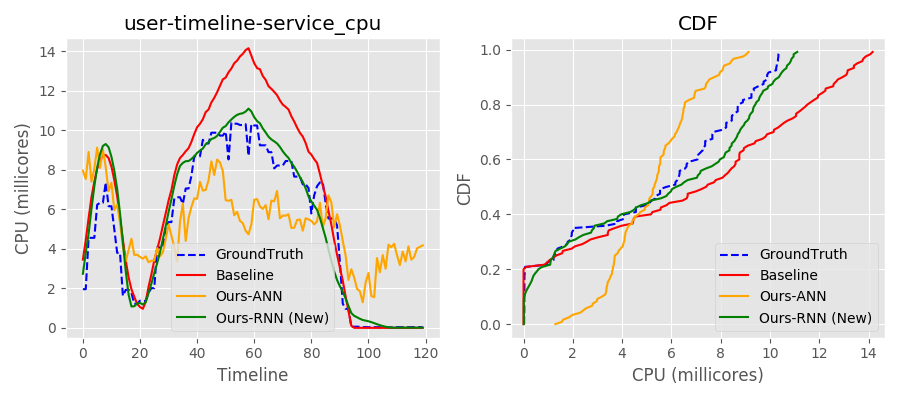 user-timeline-service_cpu
CPU (millicores)
14
12
10
8
6
4
2
0
0
20
40
60
80
100
120
Timeline
GroundTruth
Baseline
Ours-ANN
Ours-RNN (New)
CDF
CDF
1.0
0.8
0.6
0.4
0.2
0.0
0
2
4
6
8
10
12
14
CPU (millicores)
GroundTruth
Baseline
Ours-ANN
Ours-RNN (New)